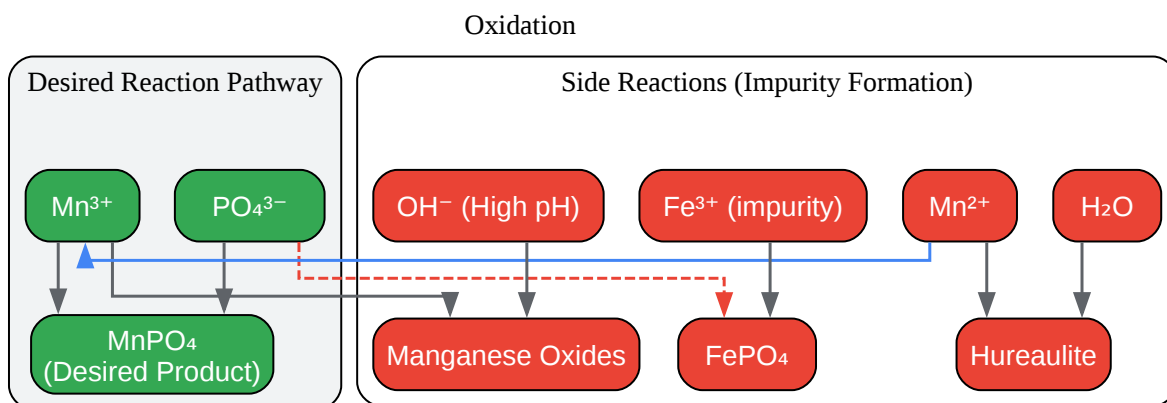 Oxidation
Desired Reaction Pathway
Side Reactions (Impurity Formation)
Mn³⁺
PO₄³⁻
OH⁻ (High pH)
Fe³⁺ (impurity)
Mn²⁺
H₂O
MnPO₄
(Desired Product)
Manganese Oxides
FePO₄
Hureaulite